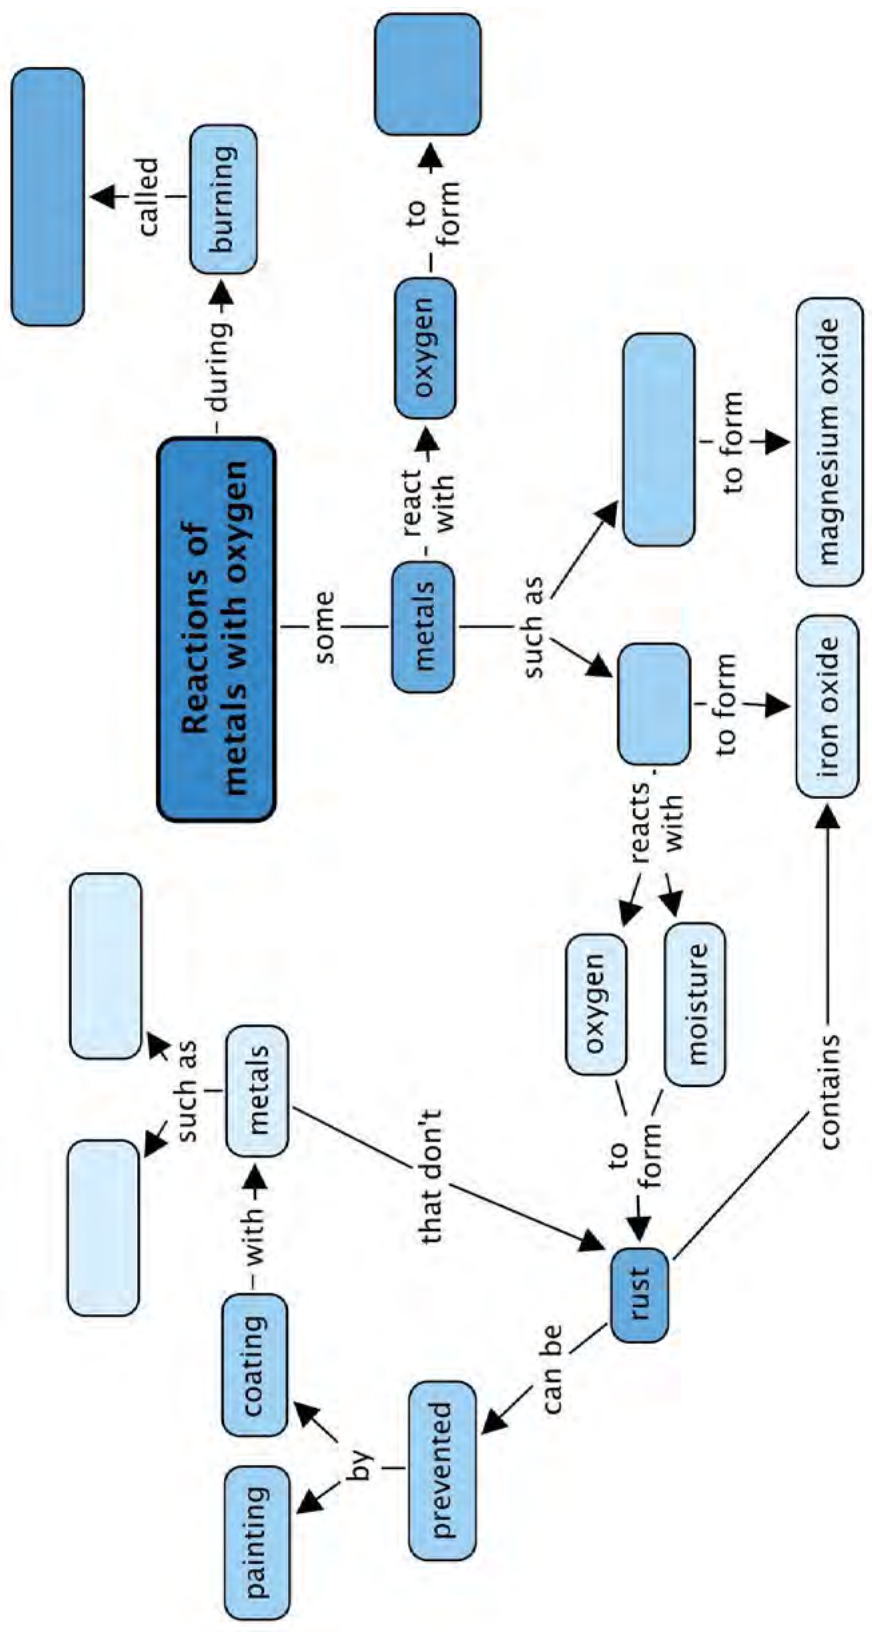 Reactions of
metals with oxygen
during
burning
called
some
metals
react
with
oxygen
to
form
such as
to form
magnesium oxide
to form
iron oxide
reacts
with
oxygen
moisture
to
form
rust
contains
can be
prevented
by
painting
coating
with
metals
such as
that don't